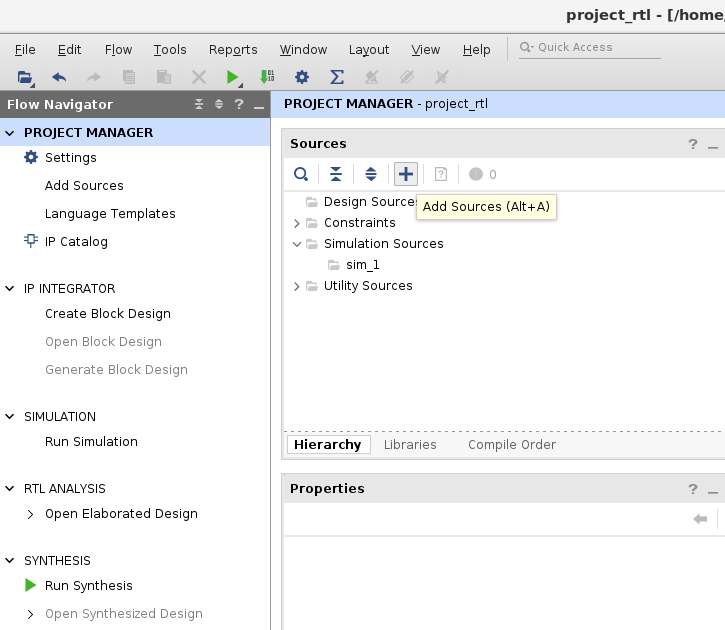 project_rtl - [/home
File Edit Flow Tools Reports Window Layout View Help Quick Access
Flow Navigator ?
PROJECT MANAGER
Settings
Add Sources
Language Templates
IP Catalog
IP INTEGRATOR
Create Block Design
Open Block Design
Generate Block Design
SIMULATION
Run Simulation
RTL ANALYSIS
Open Elaborated Design
SYNTHESIS
Run Synthesis
Open Synthesized Design
PROJECT MANAGER - project_rtl
Sources ?
0
Design Sources
Add Sources (Alt+A)
Constraints
Simulation Sources
sim_1
Utility Sources
Hierarchy Libraries Compile Order
Properties ?